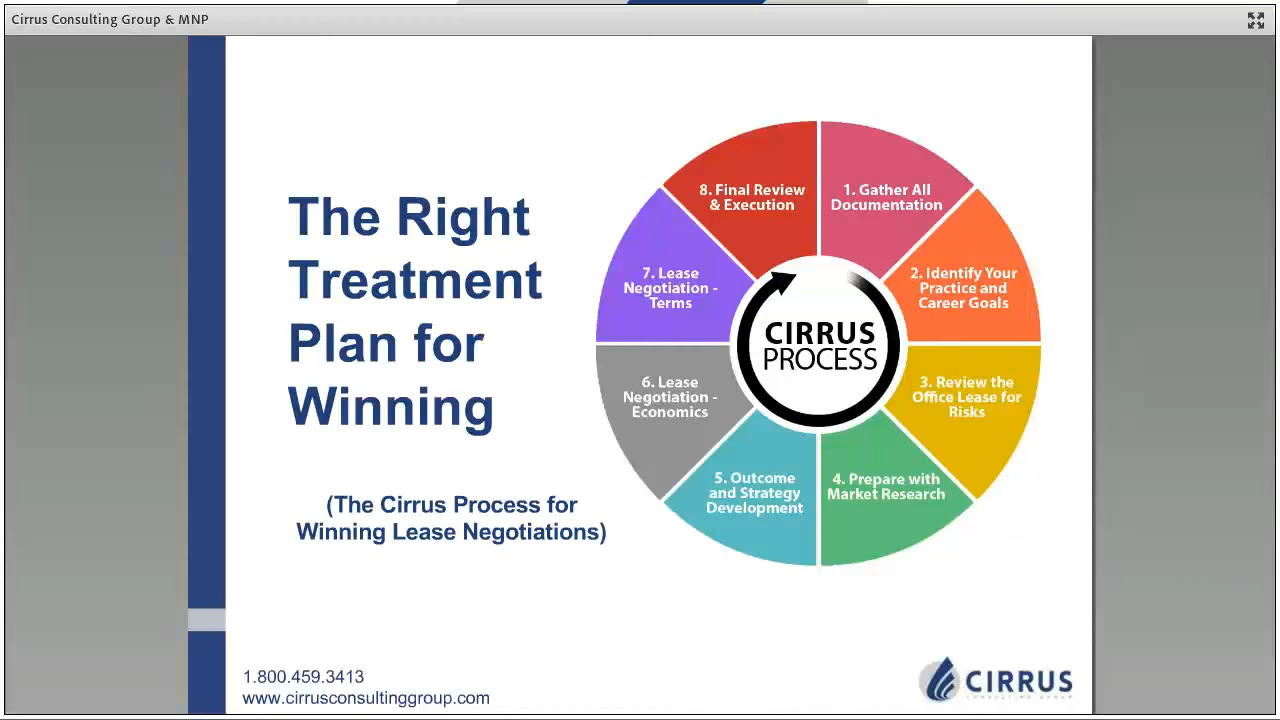 Cirrus Consulting Group & MNP
The Right
Treatment
Plan for
Winning
(The Cirrus Process for
Winning Lease Negotiations)
8. Final Review
& Execution
1. Gather All
Documentation
2. Identify Your
Practice and
Career Goals
3. Review the
Office Lease for
Risks
4. Prepare with
Market Research
5. Outcome
and Strategy
Development
6. Lease
Negotiation -
Economics
7. Lease
Negotiation -
Terms
CIRRUS
PROCESS
1.800.459.3413
www.cirrusconsultinggroup.com
CIRRUS
CONSULTING GROUP